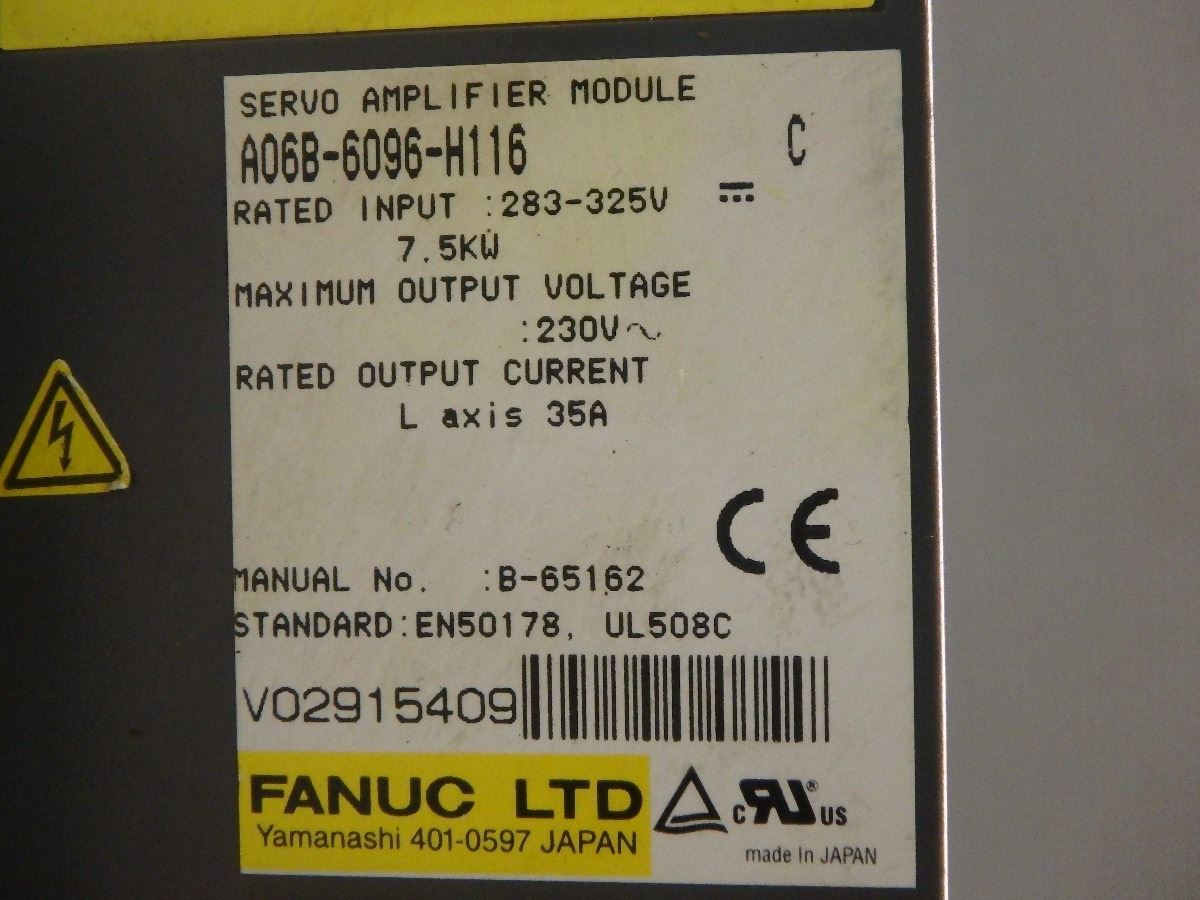 SERVO AMPLIFIER MODULE
A06B-6096-H116 C
RATED INPUT :283-325V ⎓
7.5KW
MAXIMUM OUTPUT VOLTAGE
:230V~
RATED OUTPUT CURRENT
L axis 35A
CE
MANUAL No. :B-65162
STANDARD:EN50178, UL508C
V02915409
FANUC LTD
Yamanashi 401-0597 JAPAN
c RU ® US
made in JAPAN